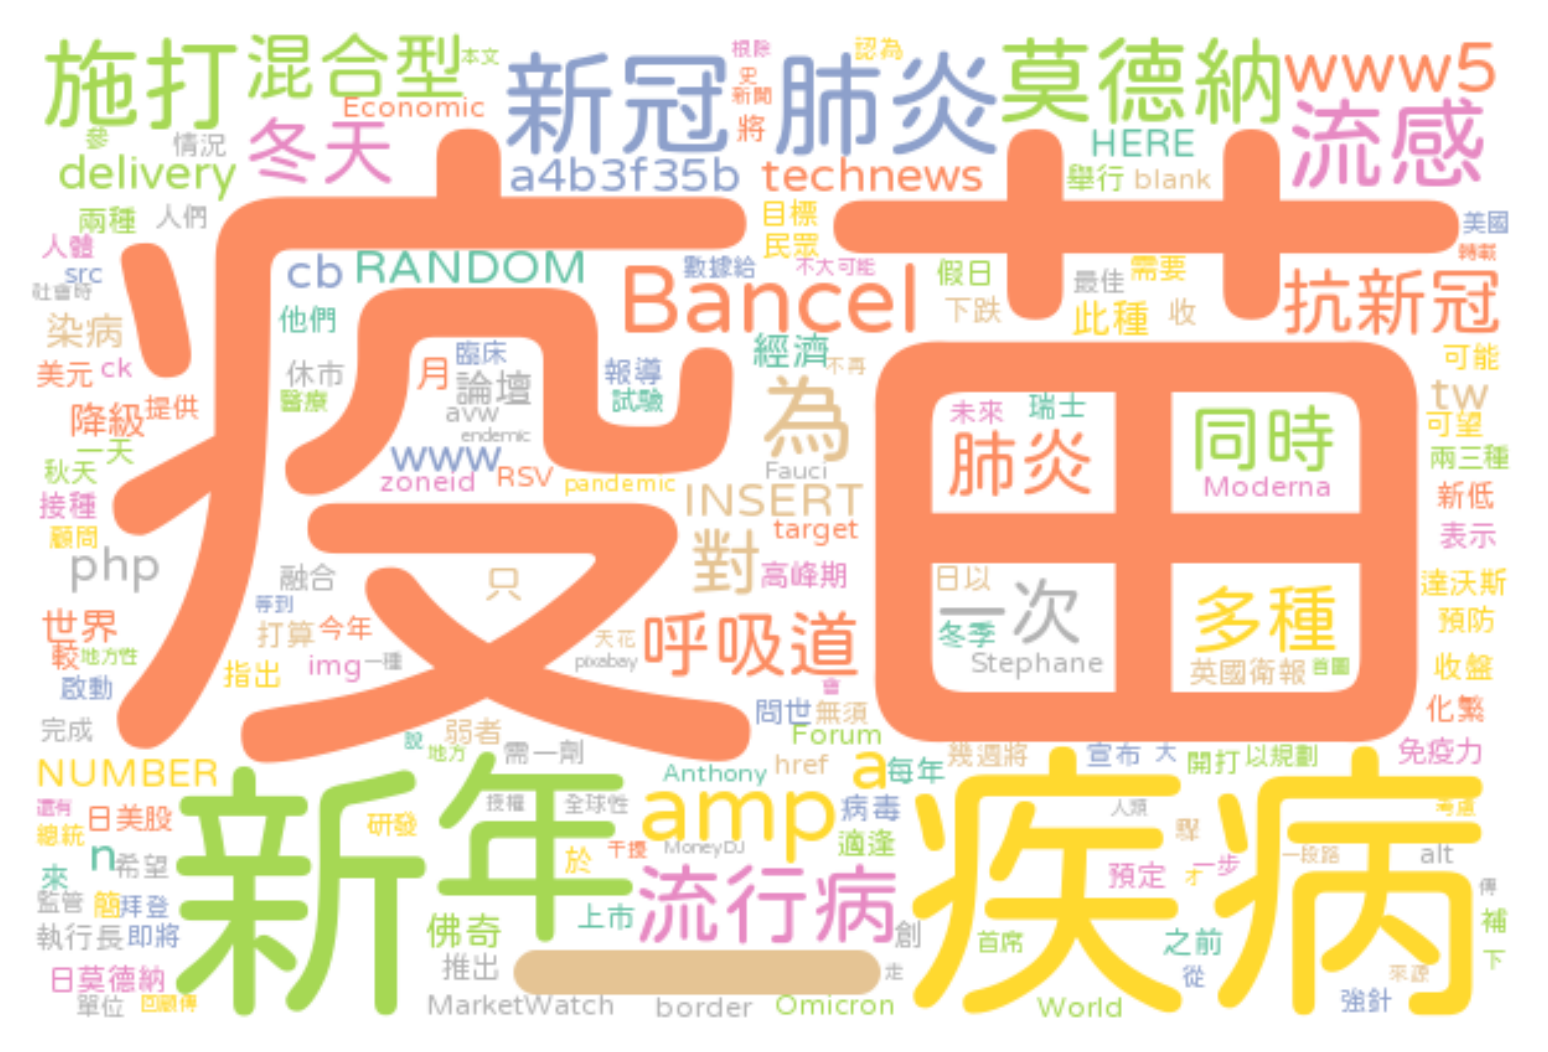 施打
混合型
本文
新冠
根除
史
新聞
將
肺炎
認為
莫德納
www5
Economic
參
情況
冬天
delivery
a4b3f35b
technews
HERE
舉行
blank
流感
兩種
人們
人體
src
社會時
目標
民眾
美國
轉載
疫苗
cb
RANDOM
數據給
不大可能
假日
最佳
需要
Bancel
下跌
此種
收
抗新冠
染病
他們
經濟
不再
可能
美元
ck
休市
月
臨床
論壇
報導
醫療
試驗
avw
endemic
為
未來
瑞士
tw
降級
提供
一天
秋天
www
zoneid
RSV
pandemic
Fauci
肺炎
同時
Moderna
可望
兩三種
接種
INSERT
新低
顧問
target
表示
php
融合
只
對
高峰期
日以
一次
多種
達沃斯
等到
世界
打算
今年
天花
呼吸道
冬季
預防
較
地方性
指出
img
一種
pixabay
Stephane
英國衛報
首圖
收盤
啟動
會
完成
弱者
問世
無須
化繁
說
地方
需一劑
Forum
幾週將
宣布
大
開打
以規劃
免疫力
NUMBER
Anthony
href
a
每年
還有
日美股
新年
授權
全球性
amp
病毒
疾病
人類
考慮
總統
研發
於
干擾
MoneyDJ
適逢
n
希望
一段路
alt
來
流行病
預定
才
一步
傳
監管
簡
拜登
佛奇
上市
創
首席
之前
補
執行長
即將
推出
一
走
從
來源
下
日莫德納
單位
回顧傳
MarketWatch
border
Omicron
World
強針